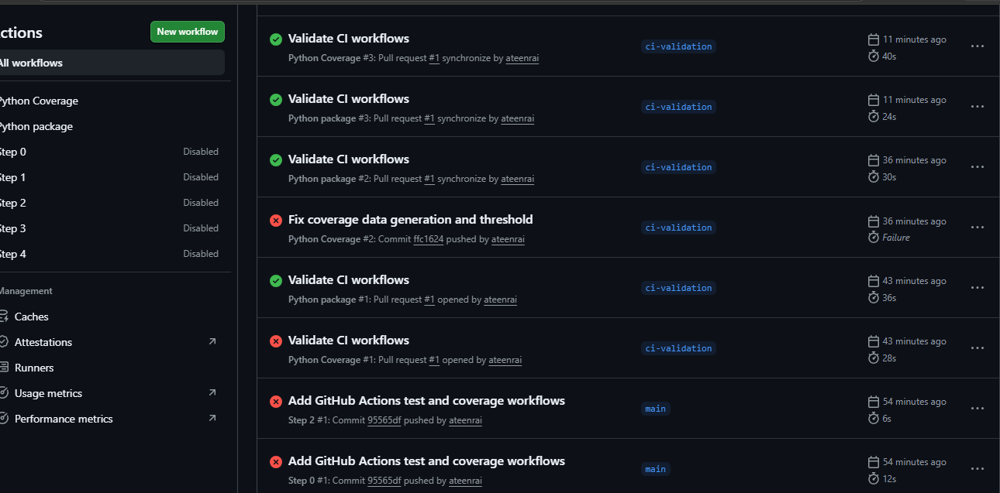 ctions
New workflow
All workflows
Python Coverage
Python package
Step 0 Disabled
Step 1 Disabled
Step 2 Disabled
Step 3 Disabled
Step 4 Disabled
Management
Caches
Attestations
Runners
Usage metrics
Performance metrics
Validate CI workflows
Python Coverage #3: Pull request #1 synchronize by ateenrai
ci-validation
11 minutes ago
40s
Validate CI workflows
Python package #3: Pull request #1 synchronize by ateenrai
ci-validation
11 minutes ago
24s
Validate CI workflows
Python package #2: Pull request #1 synchronize by ateenrai
ci-validation
36 minutes ago
30s
Fix coverage data generation and threshold
Python Coverage #2: Commit ffc1624 pushed by ateenrai
ci-validation
36 minutes ago
Failure
Validate CI workflows
Python package #1: Pull request #1 opened by ateenrai
ci-validation
43 minutes ago
36s
Validate CI workflows
Python Coverage #1: Pull request #1 opened by ateenrai
ci-validation
43 minutes ago
28s
Add GitHub Actions test and coverage workflows
Step 2 #1: Commit 95565df pushed by ateenrai
main
54 minutes ago
6s
Add GitHub Actions test and coverage workflows
Step 0 #1: Commit 95565df pushed by ateenrai
main
54 minutes ago
12s